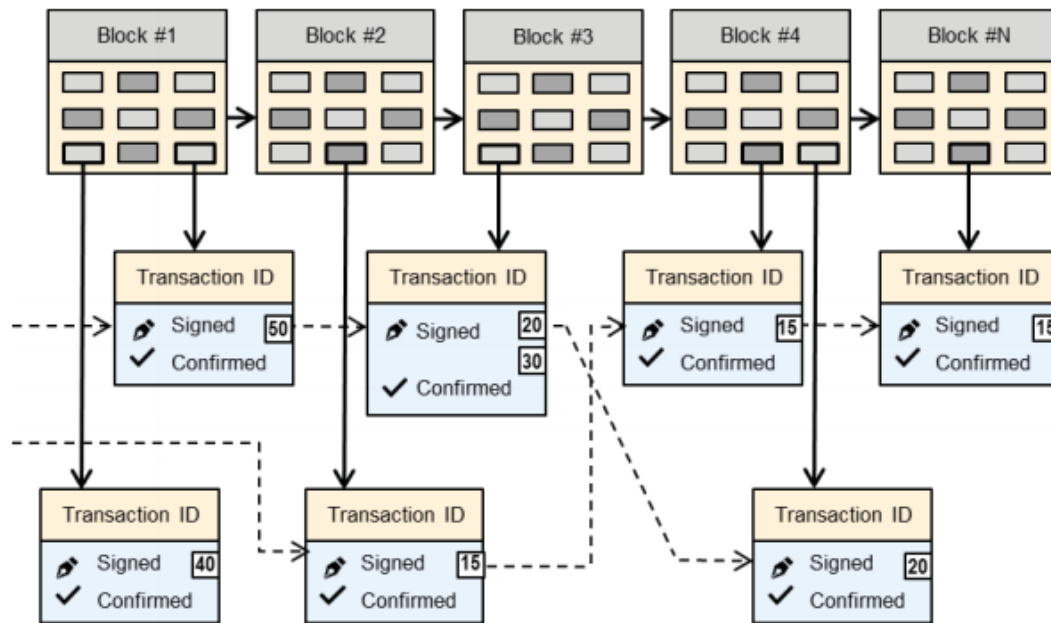 Block #1
Block #2
Block #3
Block #4
Block #N
Transaction ID
Signed 50
Confirmed
Transaction ID
Signed 20
30
Confirmed
Transaction ID
Signed 15
Confirmed
Transaction ID
Signed 15
Confirmed
Transaction ID
Signed 40
Confirmed
Transaction ID
Signed 15
Confirmed
Transaction ID
Signed 20
Confirmed